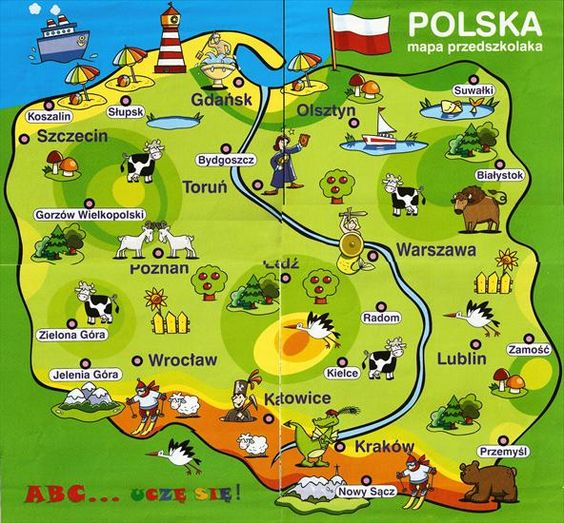 POLSKA
mapa przedszkolaka
Gdańsk
Koszalin
Słupsk
Olsztyn
Suwałki
Szczecin
Bydgoszcz
Toruń
Białystok
Gorzów Wielkopolski
Poznań
Łódź
Warszawa
Radom
Zielona Góra
Wrocław
Jelenia Góra
Kielce
Lublin
Zamość
Katowice
Kraków
Przemyśl
Nowy Sącz
ABC... UCZĘ SIĘ!